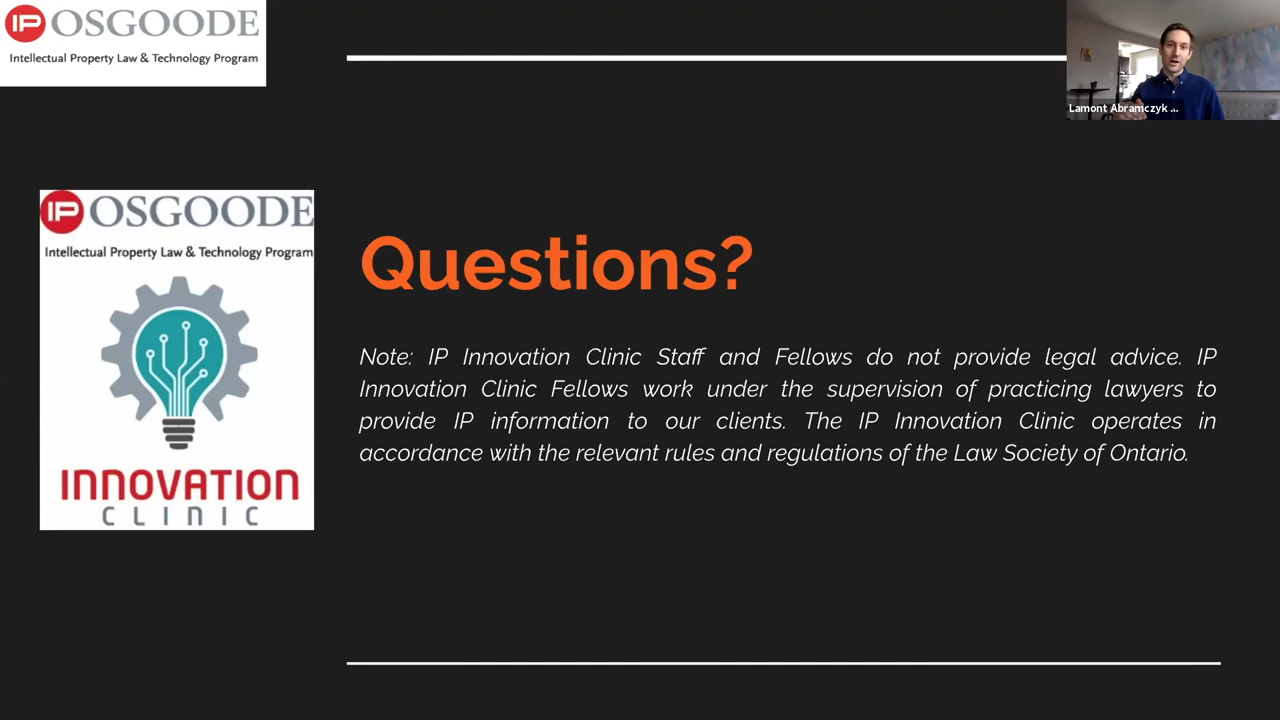 IP OSGOODE
Intellectual Property Law & Technology Program
Lamont Abramczyk ...
IP OSGOODE
Intellectual Property Law & Technology Program
INNOVATION
CLINIC
Questions?
Note: IP Innovation Clinic Staff and Fellows do not provide legal advice. IP
Innovation Clinic Fellows work under the supervision of practicing lawyers to
provide IP information to our clients. The IP Innovation Clinic operates in
accordance with the relevant rules and regulations of the Law Society of Ontario.